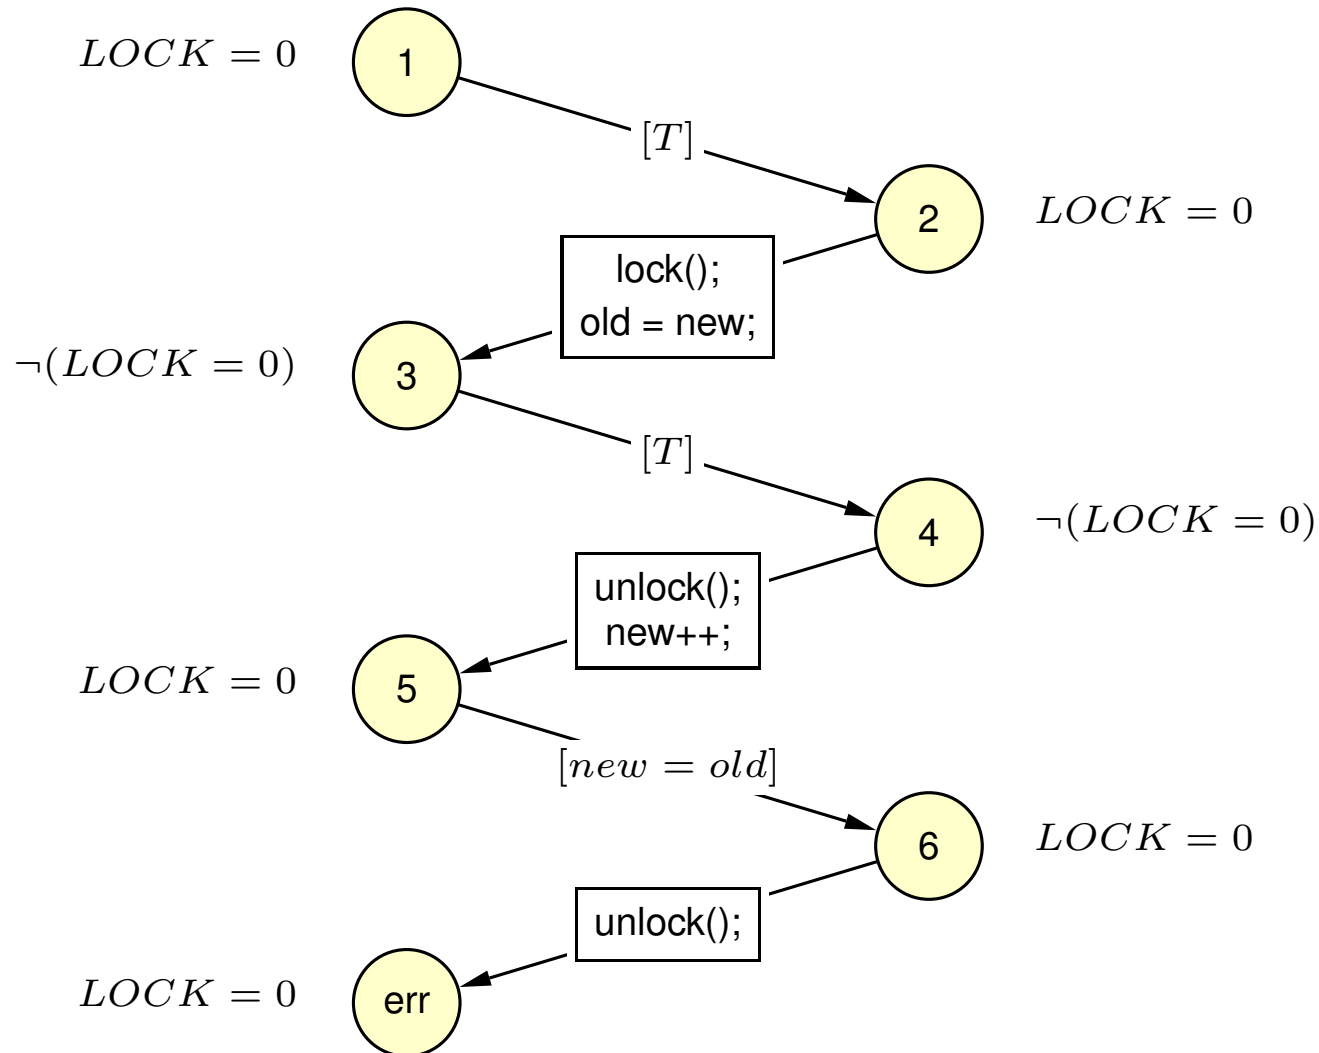 LOCK = 0
1
[T]
2
LOCK = 0
lock();
old = new;
¬(LOCK = 0)
3
[T]
4
¬(LOCK = 0)
unlock();
new++;
LOCK = 0
5
[new = old]
6
LOCK = 0
unlock();
LOCK = 0
err